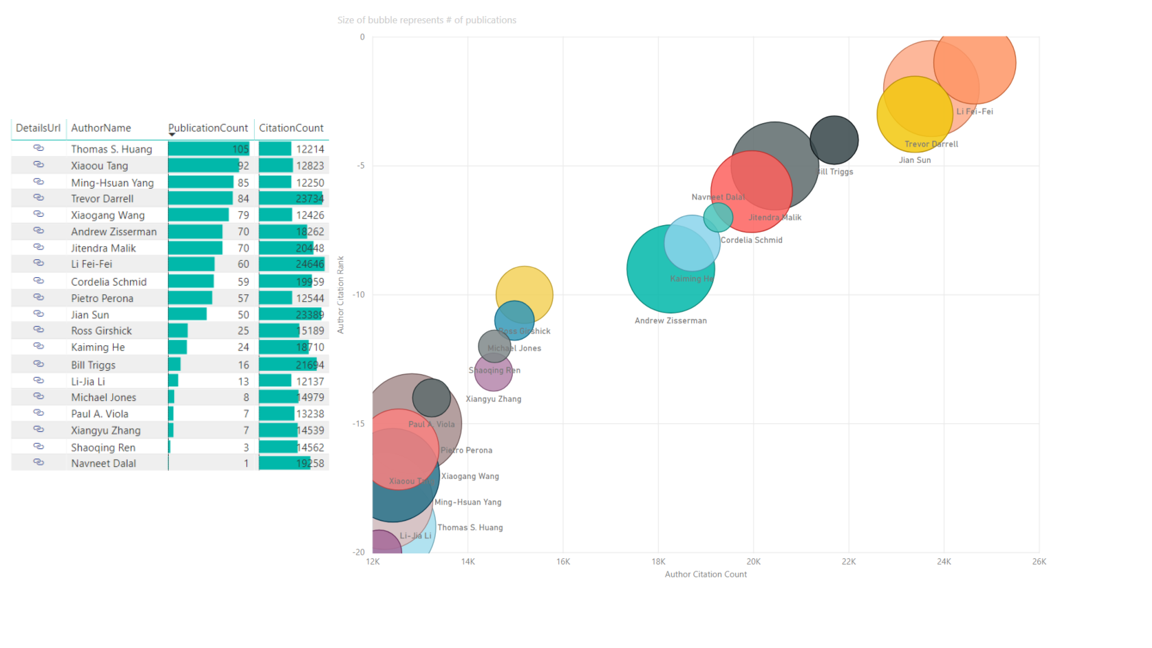 Size of bubble represents # of publications
DetailsUrl AuthorName PublicationCount CitationCount
Thomas S. Huang 105 12214
Xiaoou Tang 92 12823
Ming-Hsuan Yang 85 12250
Trevor Darrell 84 23734
Xiaogang Wang 79 12426
Andrew Zisserman 70 18262
Jitendra Malik 70 20448
Li Fei-Fei 60 24646
Cordelia Schmid 59 19959
Pietro Perona 57 12544
Jian Sun 50 23389
Ross Girshick 25 15189
Kaiming He 24 18710
Bill Triggs 16 21694
Li-Jia Li 13 12137
Michael Jones 8 14979
Paul A. Viola 7 13238
Xiangyu Zhang 7 14539
Shaoqing Ren 3 14562
Navneet Dalal 1 19258
Author Citation Rank
0
-5
-10
-15
-20
Li Fei-Fei
Trevor Darrell
Jian Sun
Bill Triggs
Navneet Dalal
Jitendra Malik
Cordelia Schmid
Kaiming He
Andrew Zisserman
Ross Girshick
Michael Jones
Shaoqing Ren
Xiangyu Zhang
Paul A. Viola
Pietro Perona
Xiaoou Tang
Xiaogang Wang
Ming-Hsuan Yang
Thomas S. Huang
Li-Jia Li
12K 14K 16K 18K 20K 22K 24K 26K
Author Citation Count